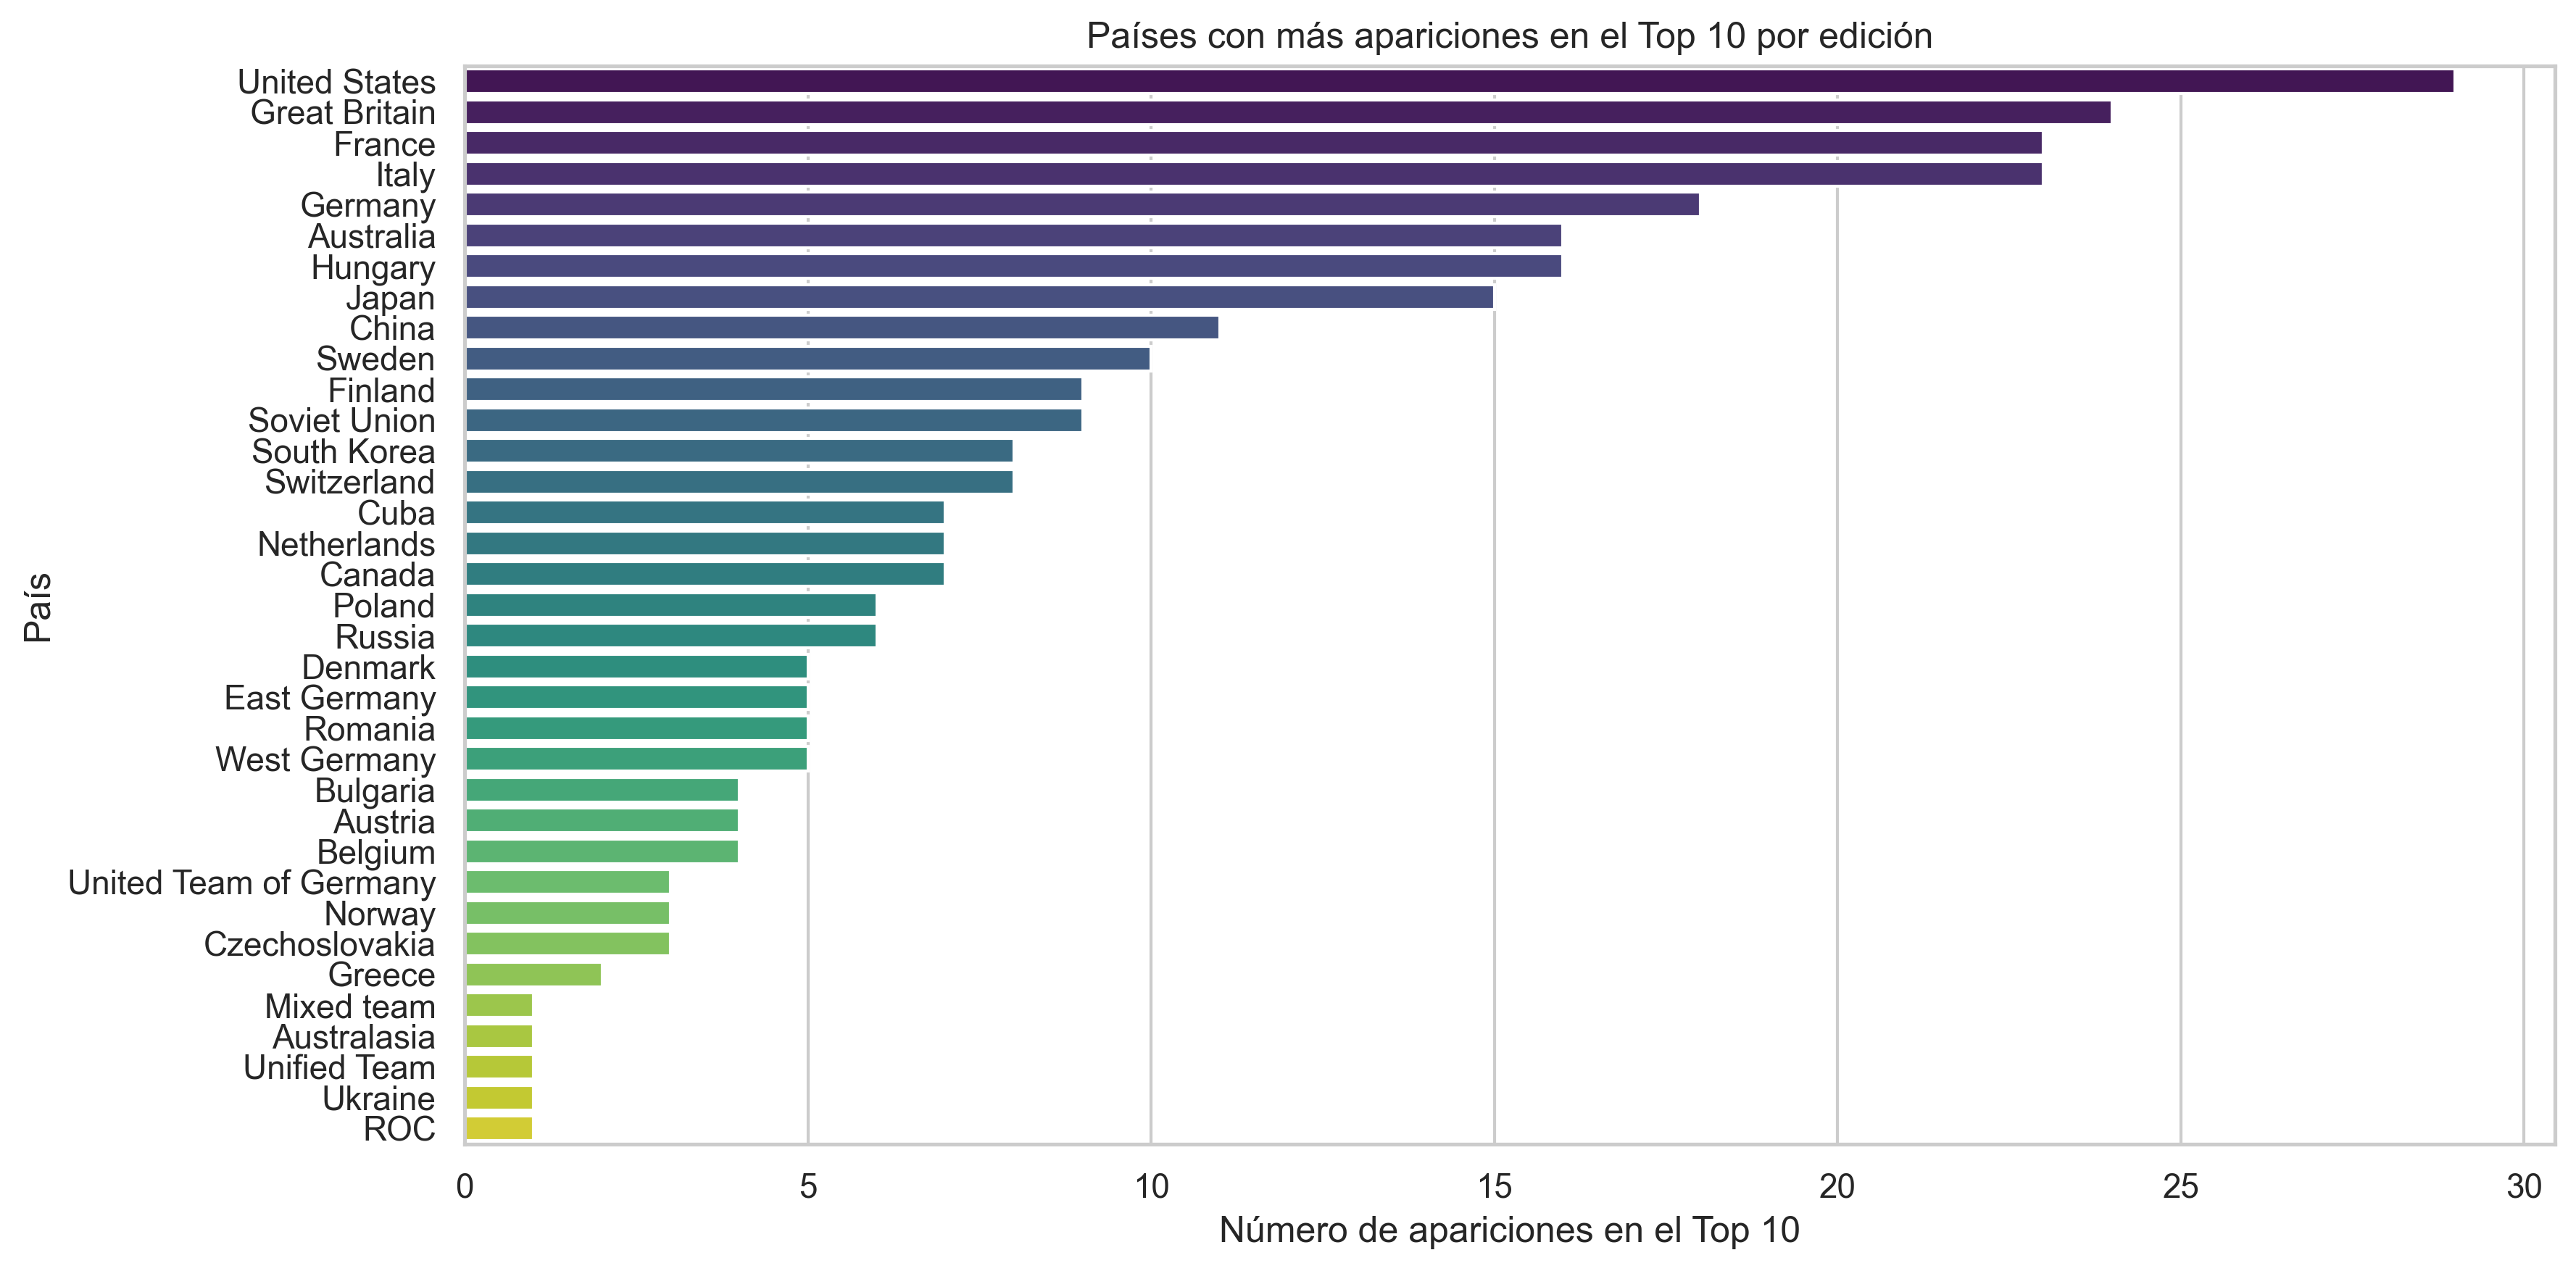 Países con más apariciones en el Top 10 por edición
United States
Great Britain
France
Italy
Germany
Australia
Hungary
Japan
China
Sweden
Finland
Soviet Union
South Korea
Switzerland
Cuba
Netherlands
Canada
Poland
Russia
Denmark
East Germany
Romania
West Germany
Bulgaria
Austria
Belgium
United Team of Germany
Norway
Czechoslovakia
Greece
Mixed team
Australasia
Unified Team
Ukraine
ROC
País
0 5 10 15 20 25 30
Número de apariciones en el Top 10